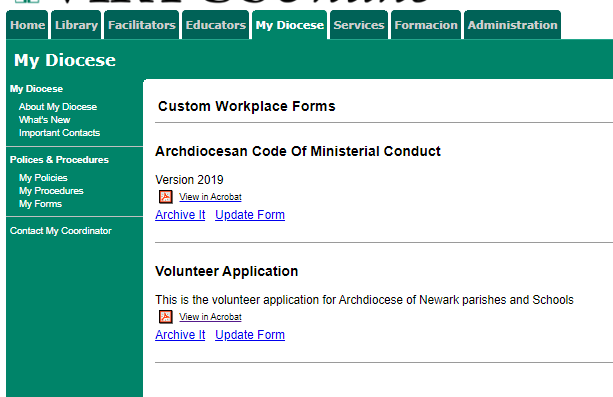 Home Library Facilitators Educators My Diocese Services Formacion Administration
My Diocese
My Diocese
About My Diocese
What's New
Important Contacts
Polices & Procedures
My Policies
My Procedures
My Forms
Contact My Coordinator
Custom Workplace Forms
Archdiocesan Code Of Ministerial Conduct
Version 2019
View in Acrobat
Archive It Update Form
Volunteer Application
This is the volunteer application for Archdiocese of Newark parishes and Schools
View in Acrobat
Archive It Update Form